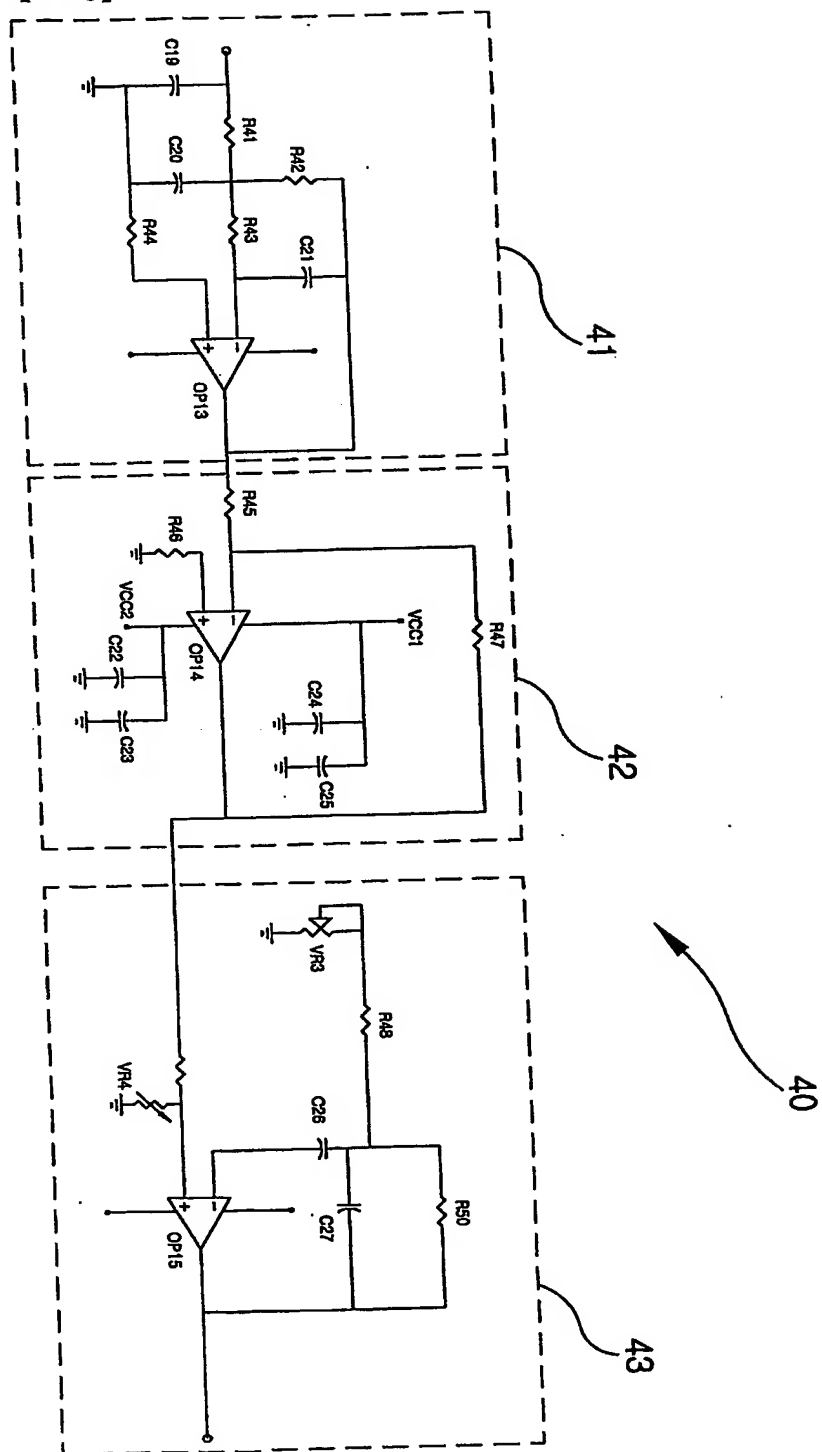 40
41
42
43
C19
R41
C20
R42
R44
R43
C21
OP13
R45
R46
R47
VCC1
VCC2
OP14
C22
C23
C24
C25
VR3
R48
VR4
C26
C27
R50
OP15
+
-
+
-
+
-